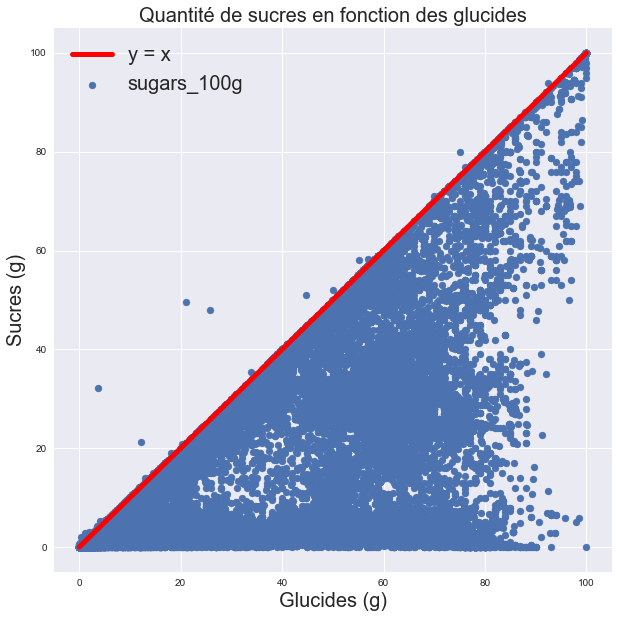 Quantité de sucres en fonction des glucides
y = x
sugars_100g
100
80
60
40
20
0
Sucres (g)
0 20 40 60 80 100
Glucides (g)